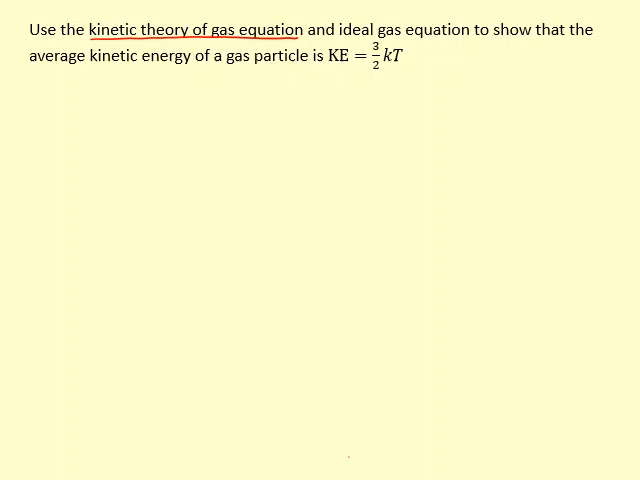 Use the kinetic theory of gas equation and ideal gas equation to show that the
average kinetic energy of a gas particle is KE = 3/2 kT